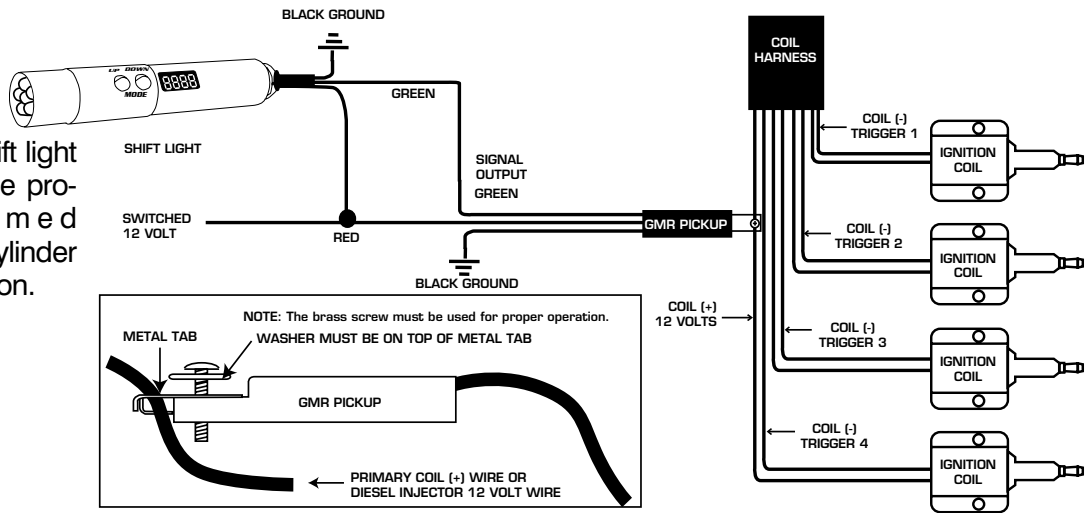 BLACK GROUND
UP DOWN
MODE
8888
GREEN
SHIFT LIGHT
ift light
e pro-
med
ylinder
on.
SIGNAL
OUTPUT
GREEN
SWITCHED
12 VOLT
RED
GMR PICKUP
BLACK GROUND
COIL
HARNESS
COIL (-)
TRIGGER 1
IGNITION
COIL
COIL (-)
TRIGGER 2
IGNITION
COIL
COIL (+)
12 VOLTS
COIL (-)
TRIGGER 3
IGNITION
COIL
COIL (-)
TRIGGER 4
IGNITION
COIL
NOTE: The brass screw must be used for proper operation.
METAL TAB
WASHER MUST BE ON TOP OF METAL TAB
GMR PICKUP
PRIMARY COIL (+) WIRE OR
DIESEL INJECTOR 12 VOLT WIRE